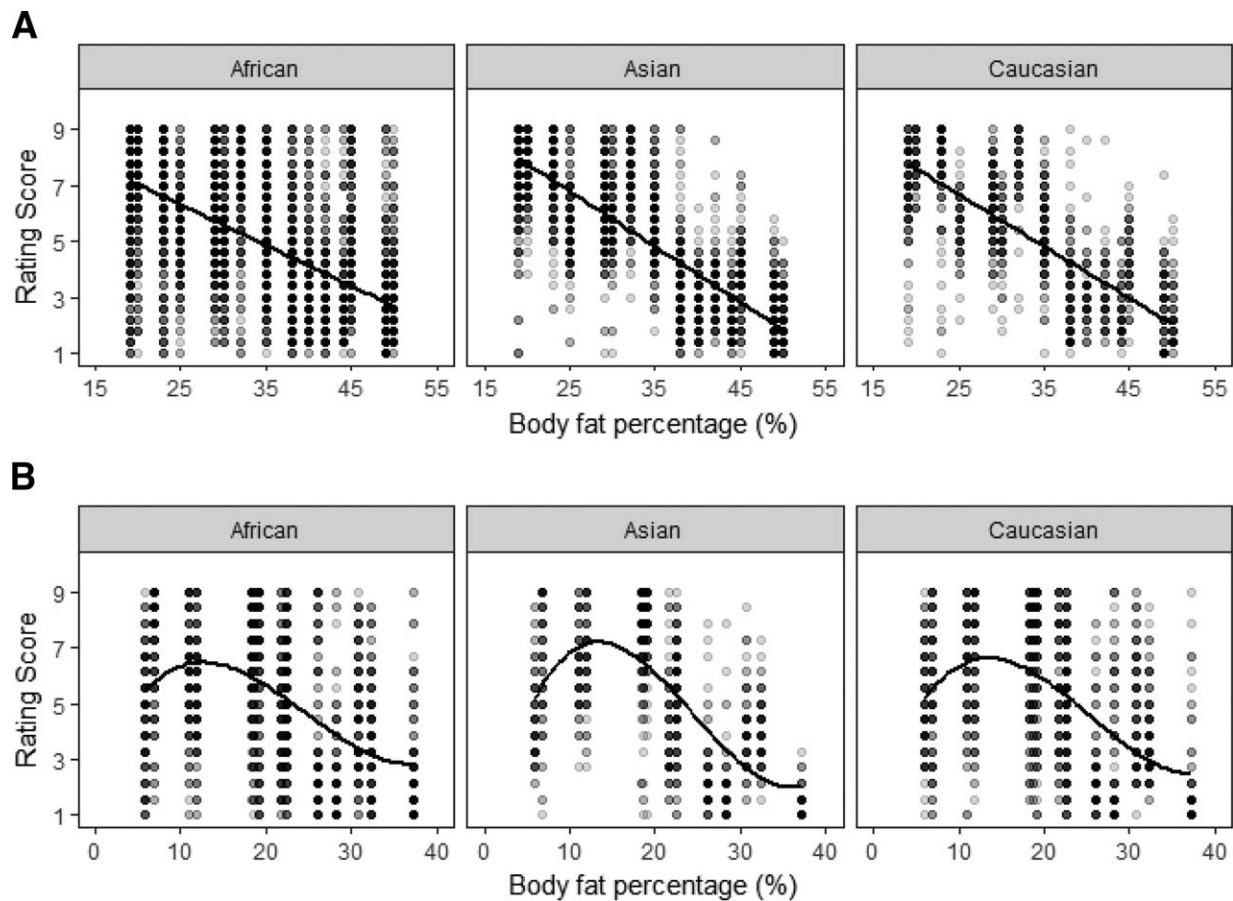 A
African Asian Caucasian
9
7
5
3
1
Rating Score
15 25 35 45 55 15 25 35 45 55 15 25 35 45 55
Body fat percentage (%)
B
African Asian Caucasian
9
7
5
3
1
Rating Score
0 10 20 30 40 0 10 20 30 40 0 10 20 30 40
Body fat percentage (%)